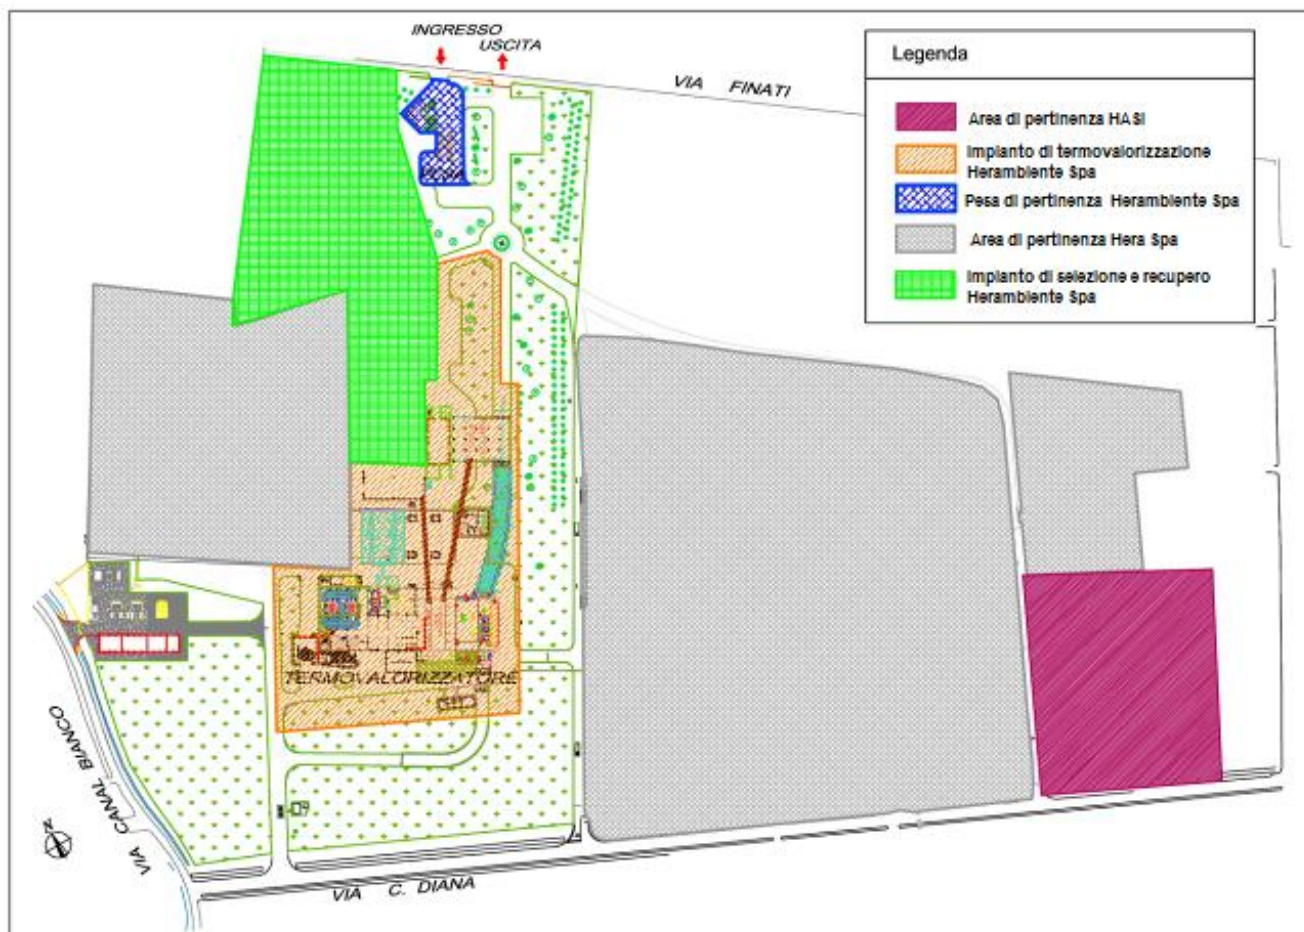 INGRESSO
USCITA
VIA FINATI
Legenda
Area di pertinenza HASI
Impianto di termovalorizzazione
Herambiente Spa
Pesa di pertinenza Herambiente Spa
Area di pertinenza Hera Spa
Impianto di selezione e recupero
Herambiente Spa
TERMOVALORIZZATORE
VIA CANAL BIANCO
N
VIA C. DIANA